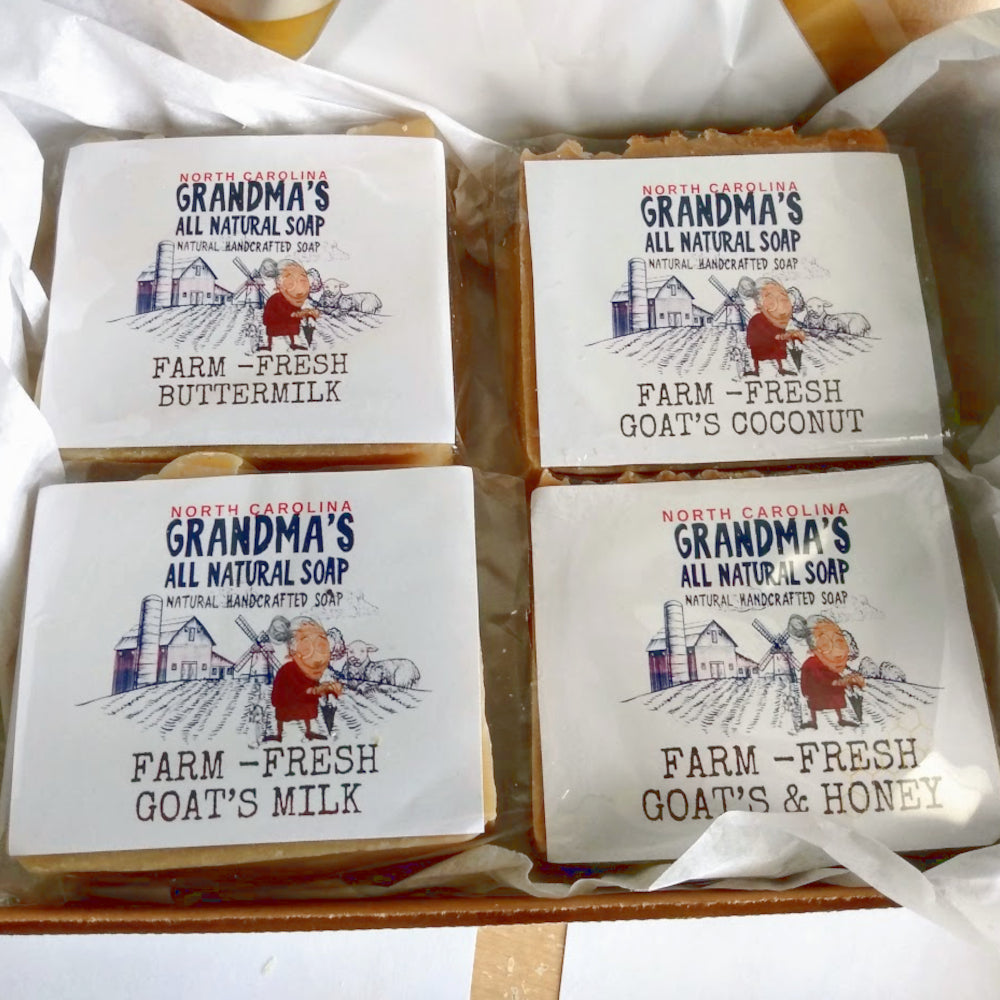 NORTH CAROLINA
GRANDMA'S
ALL NATURAL SOAP
NATURAL HANDCRAFTED SOAP
FARM -FRESH
BUTTERMILK
NORTH CAROLINA
GRANDMA'S
ALL NATURAL SOAP
NATURAL HANDCRAFTED SOAP
FARM -FRESH
GOAT'S COCONUT
NORTH CAROLINA
GRANDMA'S
ALL NATURAL SOAP
NATURAL HANDCRAFTED SOAP
FARM -FRESH
GOAT'S MILK
NORTH CAROLINA
GRANDMA'S
ALL NATURAL SOAP
NATURAL HANDCRAFTED SOAP
FARM -FRESH
GOAT'S & HONEY